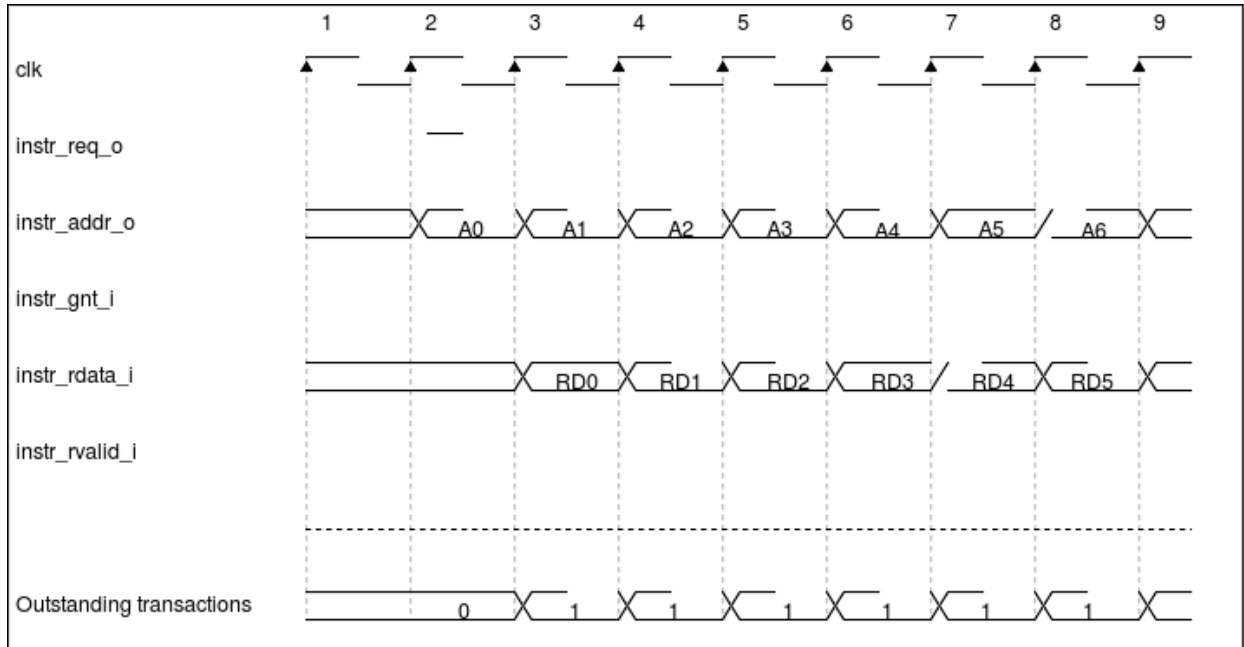 1 2 3 4 5 6 7 8 9
clk
instr_req_o
instr_addr_o A0 A1 A2 A3 A4 A5 A6
instr_gnt_i
instr_rdata_i RD0 RD1 RD2 RD3 RD4 RD5
instr_rvalid_i
Outstanding transactions 0 1 1 1 1 1 1